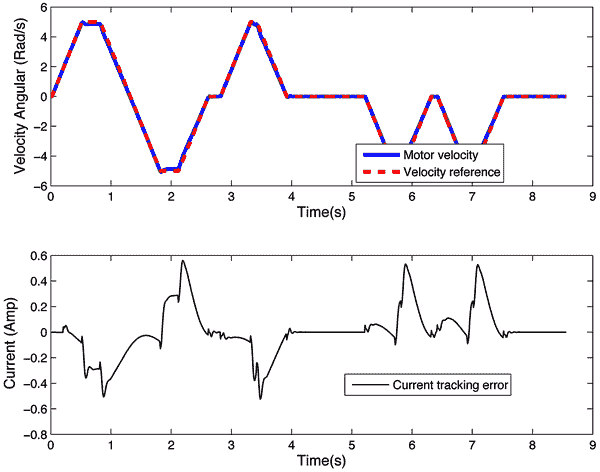 Velocity Angular (Rad/s)
6
4
2
0
-2
-4
-6
Motor velocity
Velocity reference
0 1 2 3 4 5 6 7 8 9
Time(s)
Current (Amp)
0.6
0.4
0.2
0
-0.2
-0.4
-0.6
-0.8
Current tracking error
0 1 2 3 4 5 6 7 8 9
Time(s)